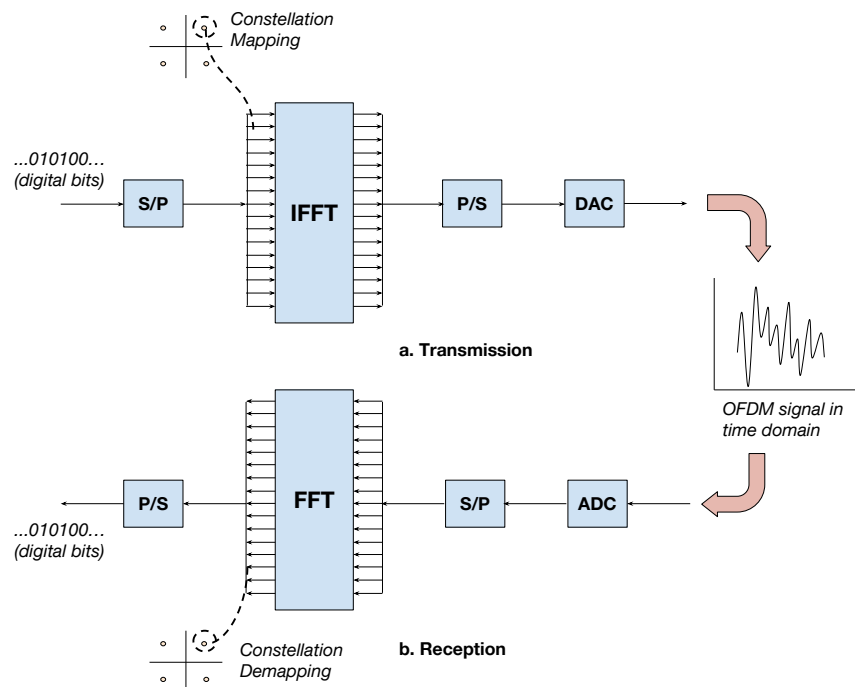 Constellation
Mapping
...010100...
(digital bits)
S/P
IFFT
P/S
DAC
a. Transmission
OFDM signal in
time domain
P/S
FFT
S/P
ADC
...010100...
(digital bits)
Constellation
Demapping
b. Reception